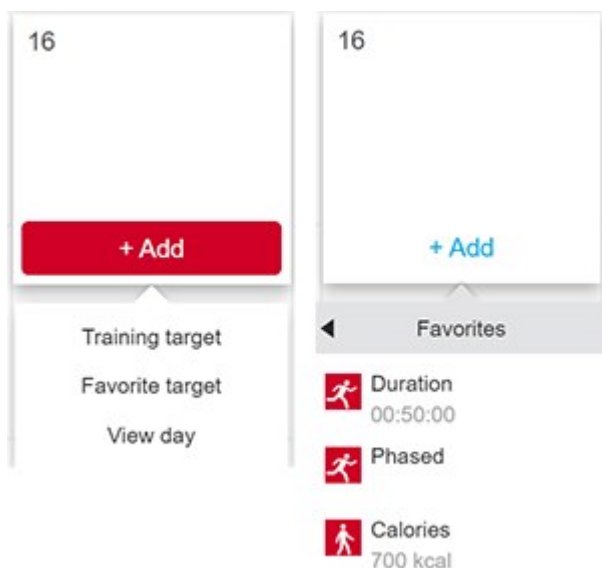 16
+ Add
Training target
Favorite target
View day
16
+ Add
Favorites
Duration
00:50:00
Phased
Calories
700 kcal